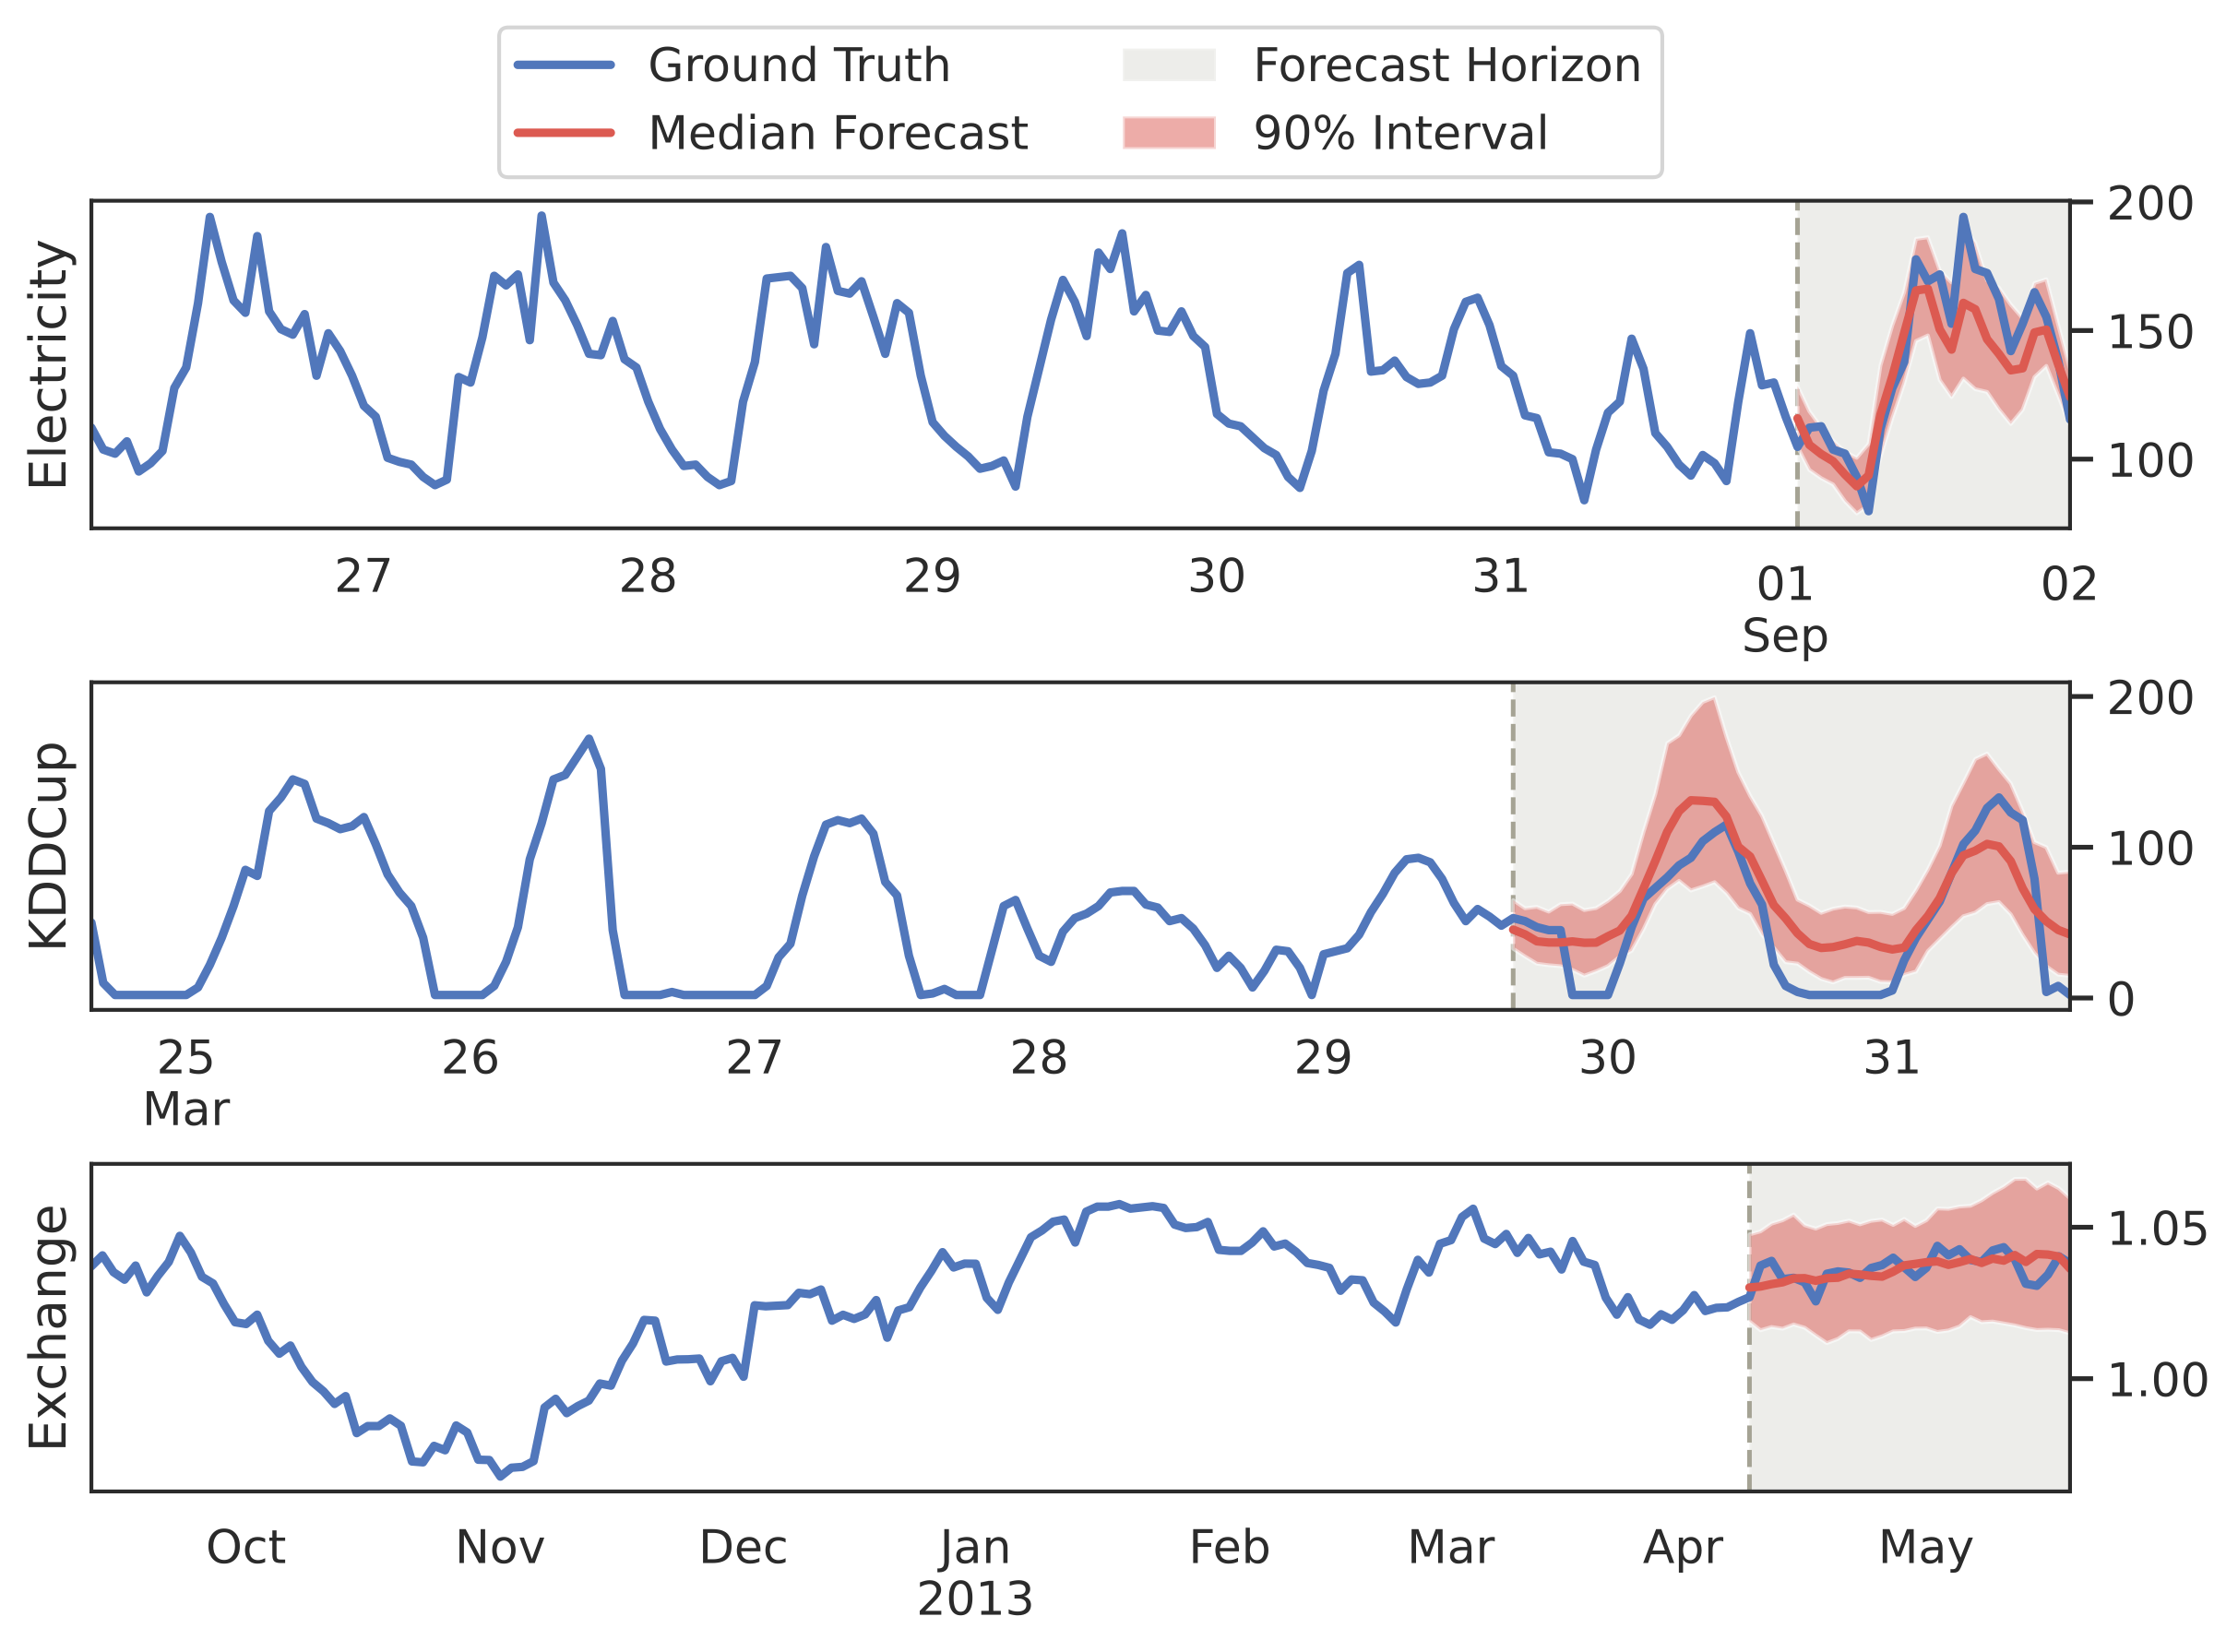 Ground Truth
Forecast Horizon
Median Forecast
90% Interval
Electricity
200
150
100
27 28 29 30 31 01 02
Sep
KDDCup
200
100
0
25 26 27 28 29 30 31
Mar
Exchange
1.05
1.00
Oct Nov Dec Jan Feb Mar Apr May
2013